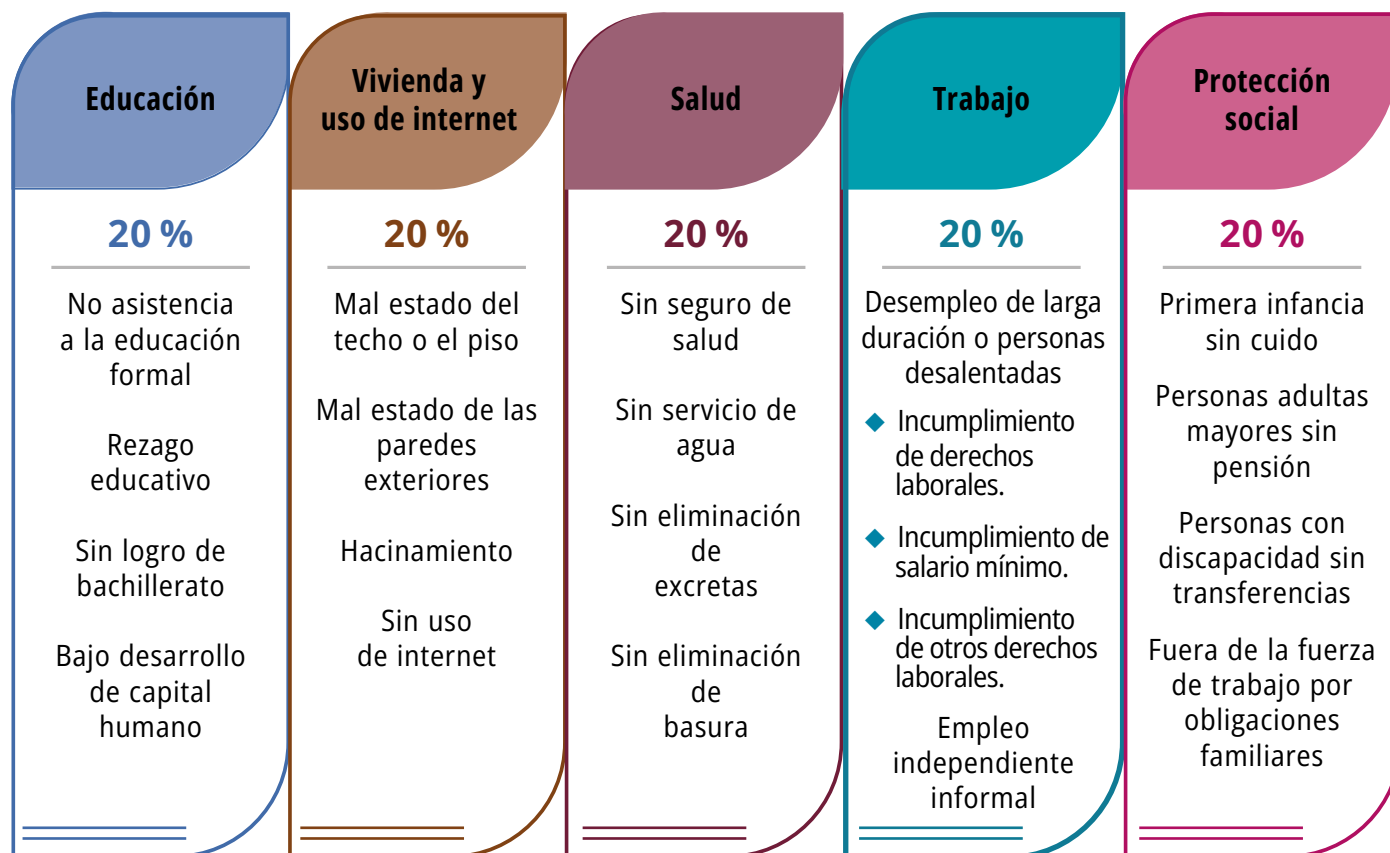 Educación
20 %
No asistencia
a la educación
formal
Rezago
educativo
Sin logro de
bachillerato
Bajo desarrollo
de capital
humano
Vivienda y
uso de internet
20 %
Mal estado del
techo o el piso
Mal estado de las
paredes
exteriores
Hacinamiento
Sin uso
de internet
Salud
20 %
Sin seguro de
salud
Sin servicio de
agua
Sin eliminación
de
excretas
Sin eliminación
de
basura
Trabajo
20 %
Desempleo de larga
duración o personas
desalentadas
◆ Incumplimiento
de derechos
laborales.
◆ Incumplimiento de
salario mínimo.
◆ Incumplimiento
de otros derechos
laborales.
Empleo
independiente
informal
Protección
social
20 %
Primera infancia
sin cuido
Personas adultas
mayores sin
pensión
Personas con
discapacidad sin
transferencias
Fuera de la fuerza
de trabajo por
obligaciones
familiares